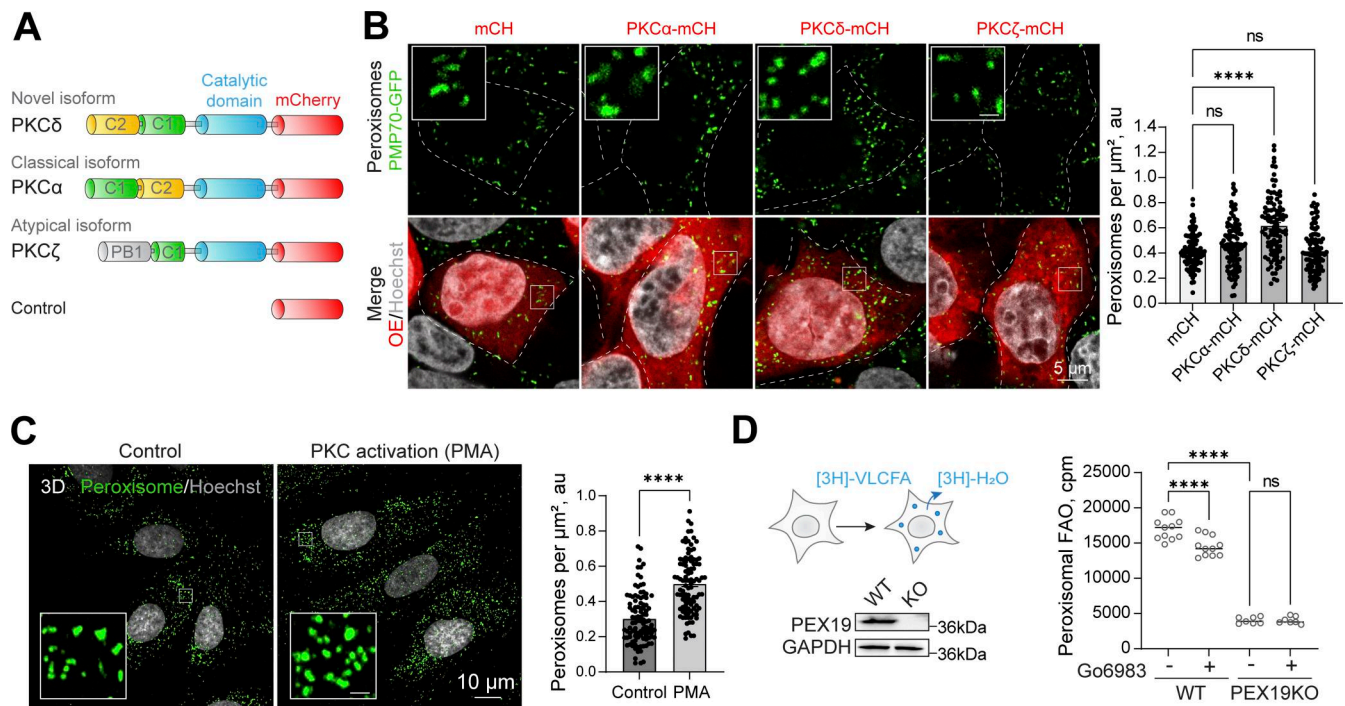 A
Novel isoform
PKCδ
C2
C1
Catalytic
domain
mCherry
Classical isoform
PKCα
C1
C2
Atypical isoform
PKCζ
PB1
C1
Control
B
mCH
PKCα-mCH
PKCδ-mCH
PKCζ-mCH
Peroxisomes
PMP70-GFP
Merge
OE/Hoechst
5 μm
Peroxisomes per μm², au
ns
****
ns
1.4
1.2
1.0
0.8
0.6
0.4
0.2
0.0
mCH
PKCα-mCH
PKCδ-mCH
PKCζ-mCH
C
Control
PKC activation (PMA)
3D Peroxisome/Hoechst
10 μm
Peroxisomes per μm², au
****
1.0
0.8
0.6
0.4
0.2
0.0
Control PMA
D
[3H]-VLCFA
[3H]-H₂O
WT KO
PEX19
-36kDa
GAPDH
-36kDa
Peroxisomal FAO, cpm
****
****
ns
25000
20000
15000
10000
5000
0
Go6983 - + - +
WT PEX19KO